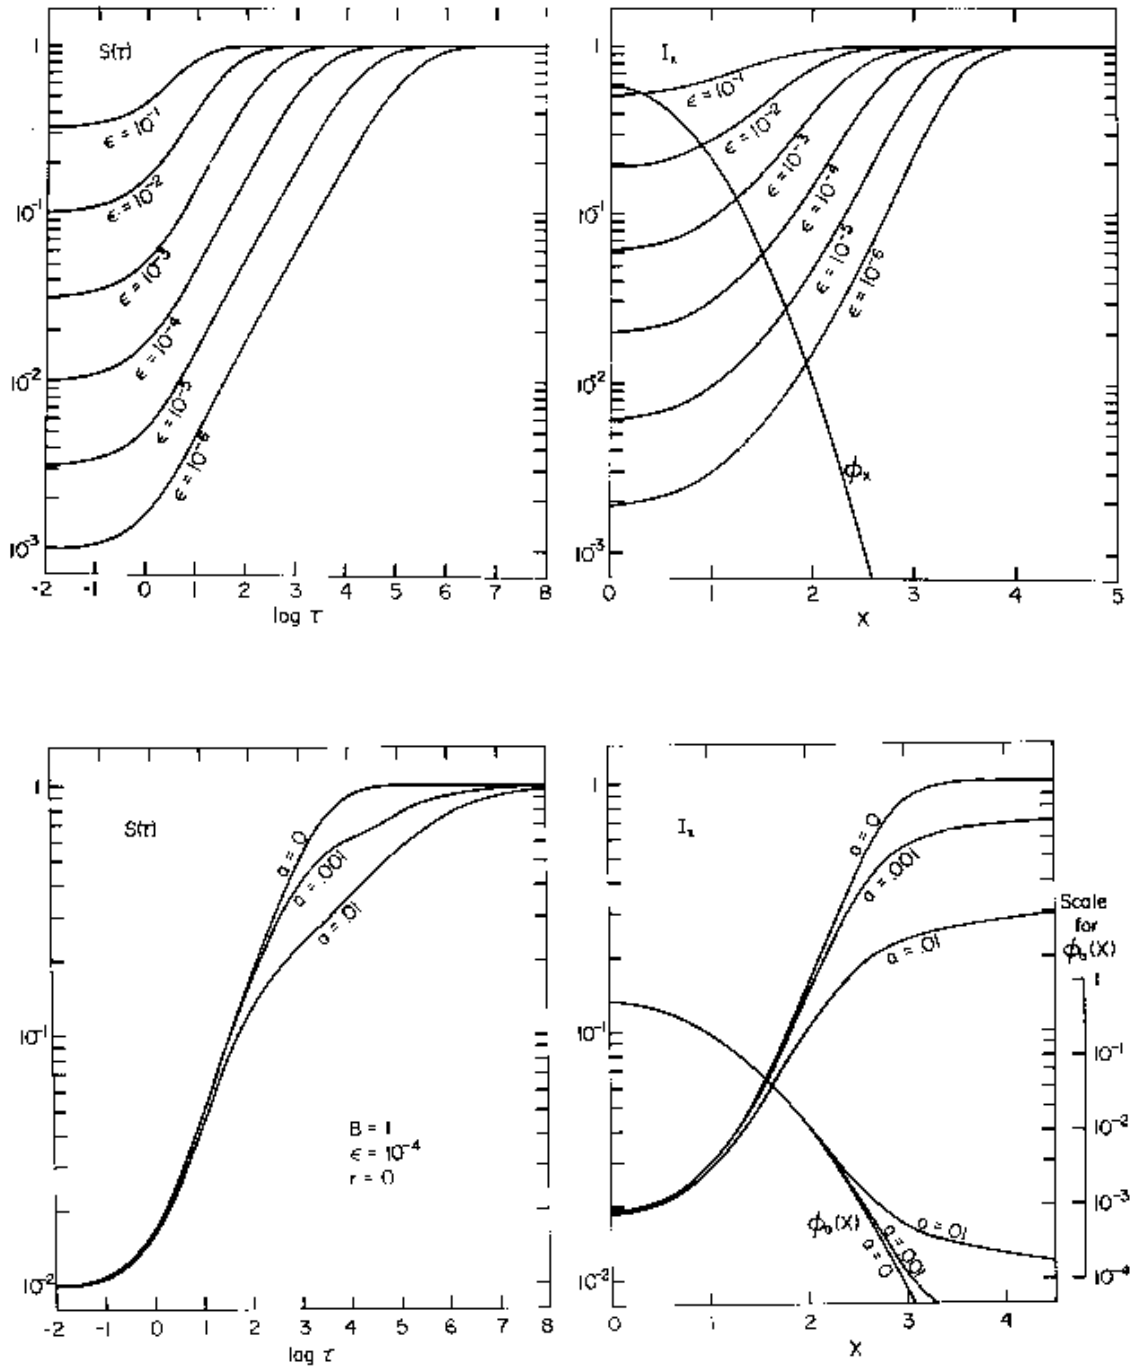 S(τ)
1
10⁻¹
10⁻²
10⁻³
ε = 10⁻¹
ε = 10⁻²
ε = 10⁻³
ε = 10⁻⁴
ε = 10⁻⁵
ε = 10⁻⁶
-2 -1 0 1 2 3 4 5 6 7 8
log τ
Iₓ
1
10⁻¹
10⁻²
10⁻³
ε = 10⁻¹
ε = 10⁻²
ε = 10⁻³
ε = 10⁻⁴
ε = 10⁻⁵
ε = 10⁻⁶
ϕₓ
0 1 2 3 4 5
X
S(τ)
1
10⁻¹
10⁻²
a = 0
a = .001
a = .01
B = 1
ε = 10⁻⁴
r = 0
-2 -1 0 1 2 3 4 5 6 7 8
log τ
Iₓ
1
10⁻¹
10⁻²
a = 0
a = .001
a = .01
Scale
for
ϕₐ(X)
1
10⁻¹
10⁻²
10⁻³
10⁻⁴
ϕₐ(X)
a = 0
a = .001
a = .01
0 1 2 3 4
X